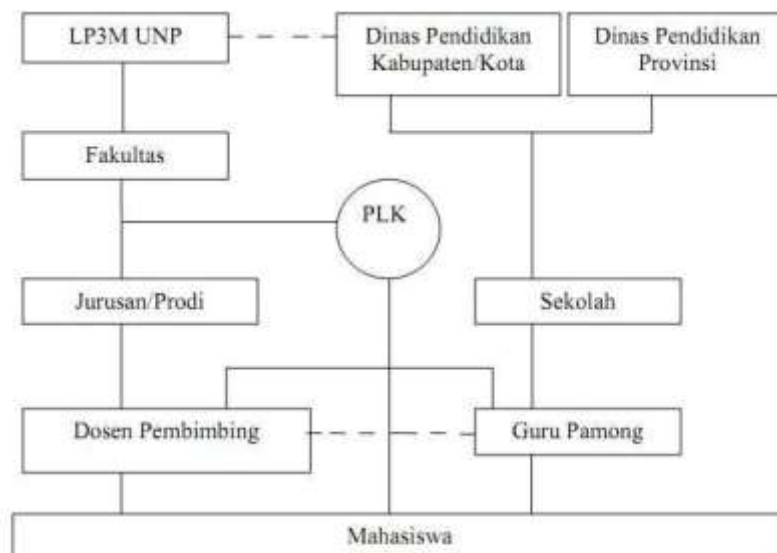 LP3M UNP
Dinas Pendidikan
Kabupaten/Kota
Dinas Pendidikan
Provinsi
Fakultas
PLK
Jurusan/Prodi
Sekolah
Dosen Pembimbing
Guru Pamong
Mahasiswa